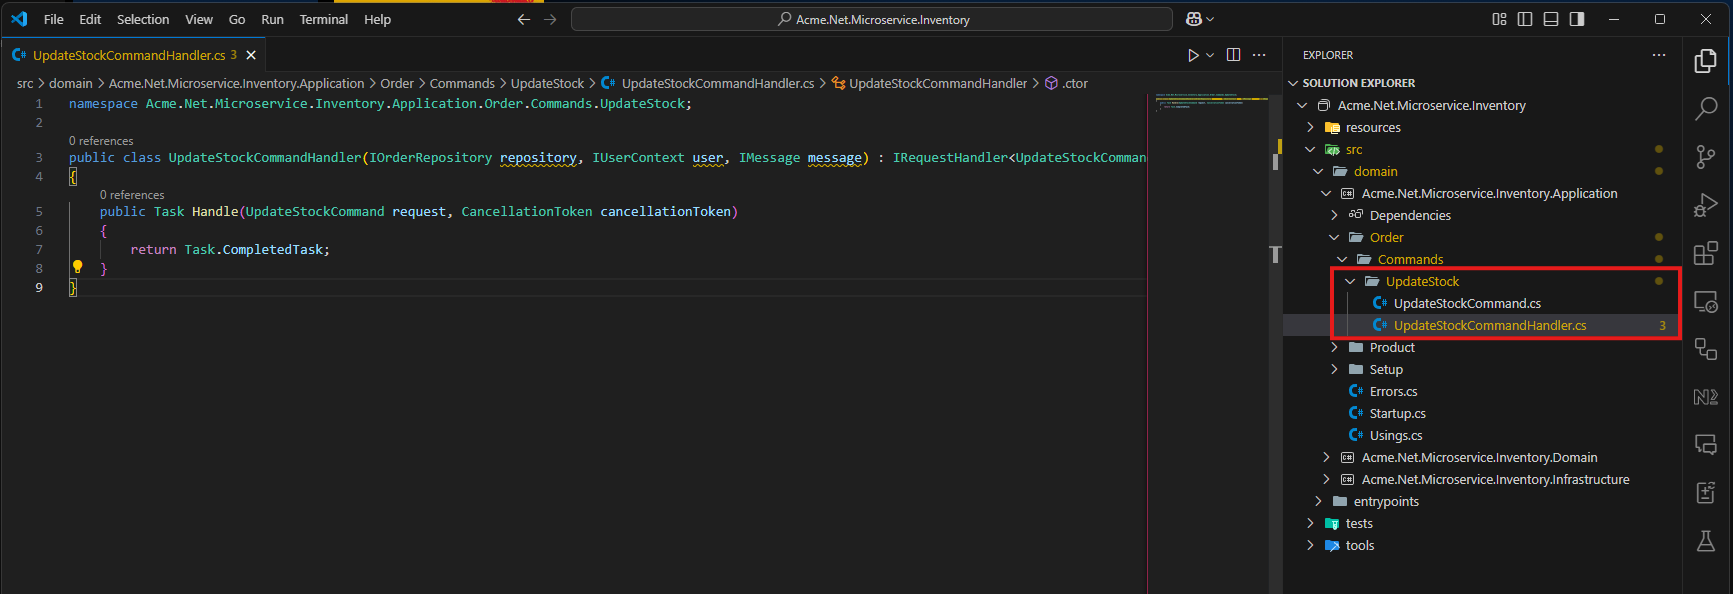 File Edit Selection View Go Run Terminal Help
Acme.Net.Microservice.Inventory
UpdateStockCommandHandler.cs 3
src > domain > Acme.Net.Microservice.Inventory.Application > Order > Commands > UpdateStock > UpdateStockCommandHandler.cs > UpdateStockCommandHandler > .ctor
1 namespace Acme.Net.Microservice.Inventory.Application.Order.Commands.UpdateStock;
2
0 references
3 public class UpdateStockCommandHandler(IOrderRepository repository, IUserContext user, IMessage message) : IRequestHandler<UpdateStockComman
4 {
0 references
5 public Task Handle(UpdateStockCommand request, CancellationToken cancellationToken)
6 {
7 return Task.CompletedTask;
8 }
9 }
EXPLORER
SOLUTION EXPLORER
Acme.Net.Microservice.Inventory
resources
src
domain
Acme.Net.Microservice.Inventory.Application
Dependencies
Order
Commands
UpdateStock
UpdateStockCommand.cs
UpdateStockCommandHandler.cs 3
Product
Setup
Errors.cs
Startup.cs
Usings.cs
Acme.Net.Microservice.Inventory.Domain
Acme.Net.Microservice.Inventory.Infrastructure
entrypoints
tests
tools